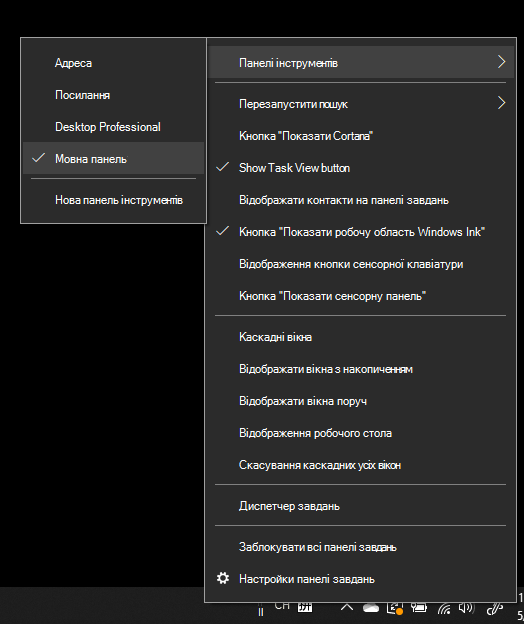 Адреса
Посилання
Desktop Professional
Мовна панель
Нова панель інструментів
Панелі інструментів
Перезапустити пошук
Кнопка "Показати Cortana"
Show Task View button
Відображати контакти на панелі завдань
Кнопка "Показати робочу область Windows Ink"
Відображення кнопки сенсорної клавіатури
Кнопка "Показати сенсорну панель"
Каскадні вікна
Відображати вікна з накопиченням
Відображати вікна поруч
Відображення робочого стола
Скасування каскадних усіх вікон
Диспетчер завдань
Заблокувати всі панелі завдань
Настройки панелі завдань
CH 拼